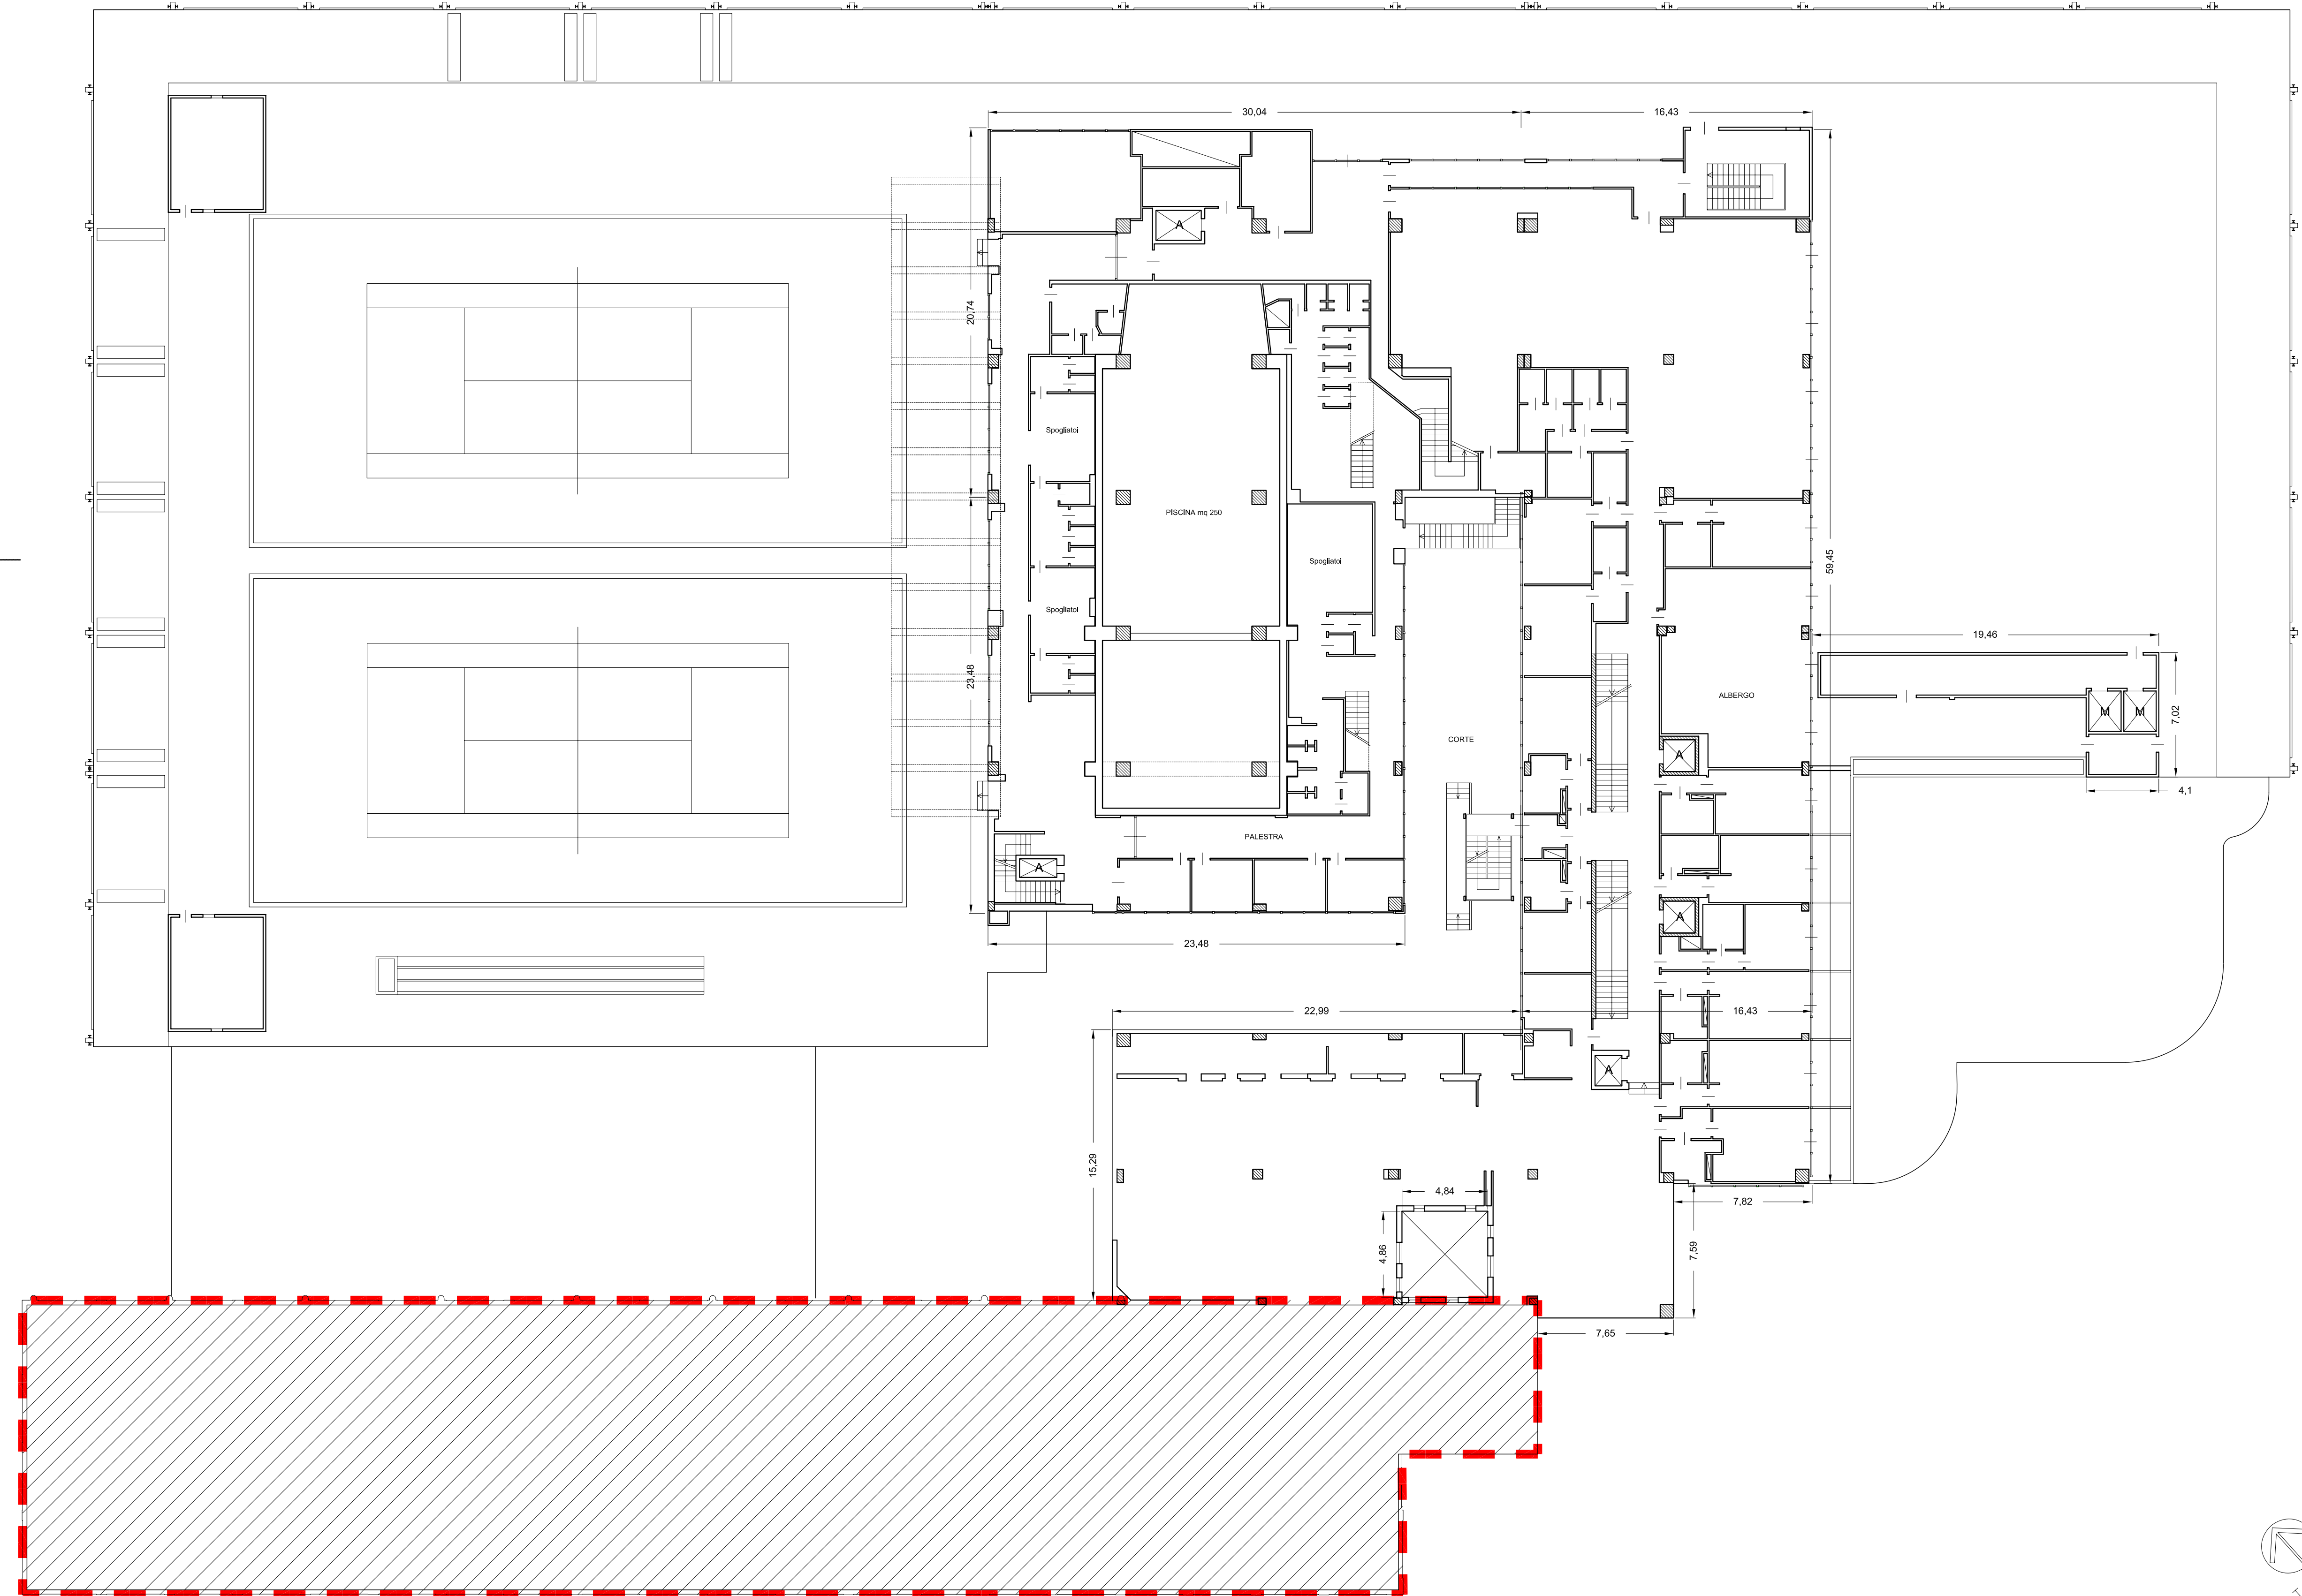 30,04
16,43
A
20,74
Spogliatoi
PISCINA mq 250
59,45
Spogliatoi
Spogliatoi
19,46
23,48
ALBERGO
M
M
7,02
CORTE
A
4,1
PALESTRA
A
A
23,48
22,99
16,43
A
15,29
4,84
7,82
4,86
7,59
7,65